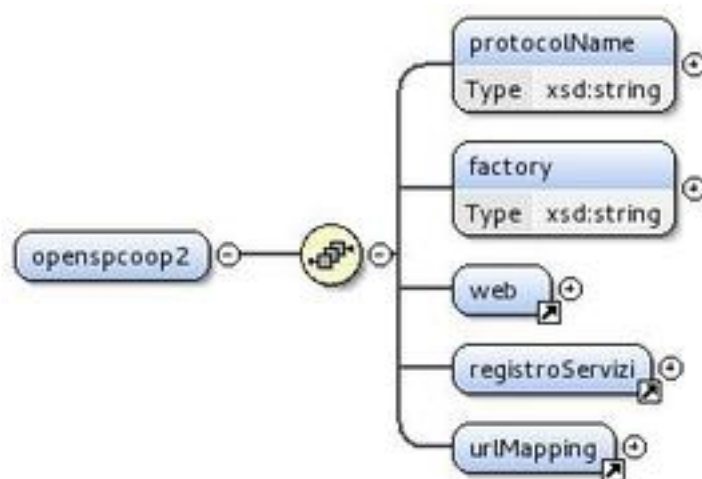 protocolName
Type xsd:string
factory
Type xsd:string
openspcoop2
web
registroServizi
urlMapping